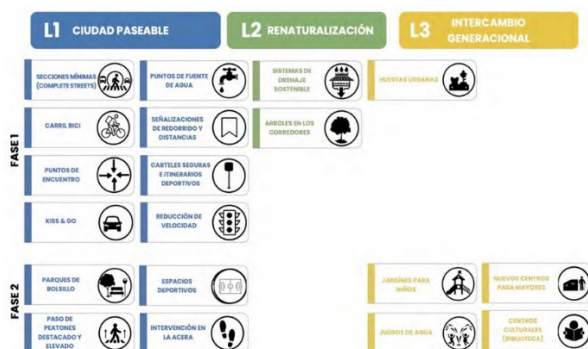 L1 CIUDAD PASEABLE
L2 RENATURALIZACIÓN
L3 INTERCAMBIO
GENERACIONAL
FASE 1
SECCIONES MÍNIMAS
(COMPLETE STREETS)
PUNTOS DE FUENTE
DE AGUA
SISTEMAS DE
DRENAJE
SOSTENIBLE
HUERTAS URBANAS
CARRIL BICI
SEÑALIZACIONES
DE REDORRIDO Y
DISTANCIAS
ARBOLES EN LOS
CORREDORES
PUNTOS DE
ENCUENTRO
CARTELES SEGURAS
E ITINERARIOS
DEPORTIVOS
KISS & GO
REDUCCIÓN DE
VELOCIDAD
FASE 2
PARQUES DE
BOLSILLO
ESPACIOS
DEPORTIVOS
JARDINES PARA
NIÑOS
NUEVOS CENTROS
PARA MAYORES
PASO DE
PEATONES
DESTACADO Y
ELEVADO
INTERVENCIÓN EN
LA ACERA
JUEGOS DE AGUA
CENTROS
CULTURALES
(BIBLIOTECA)